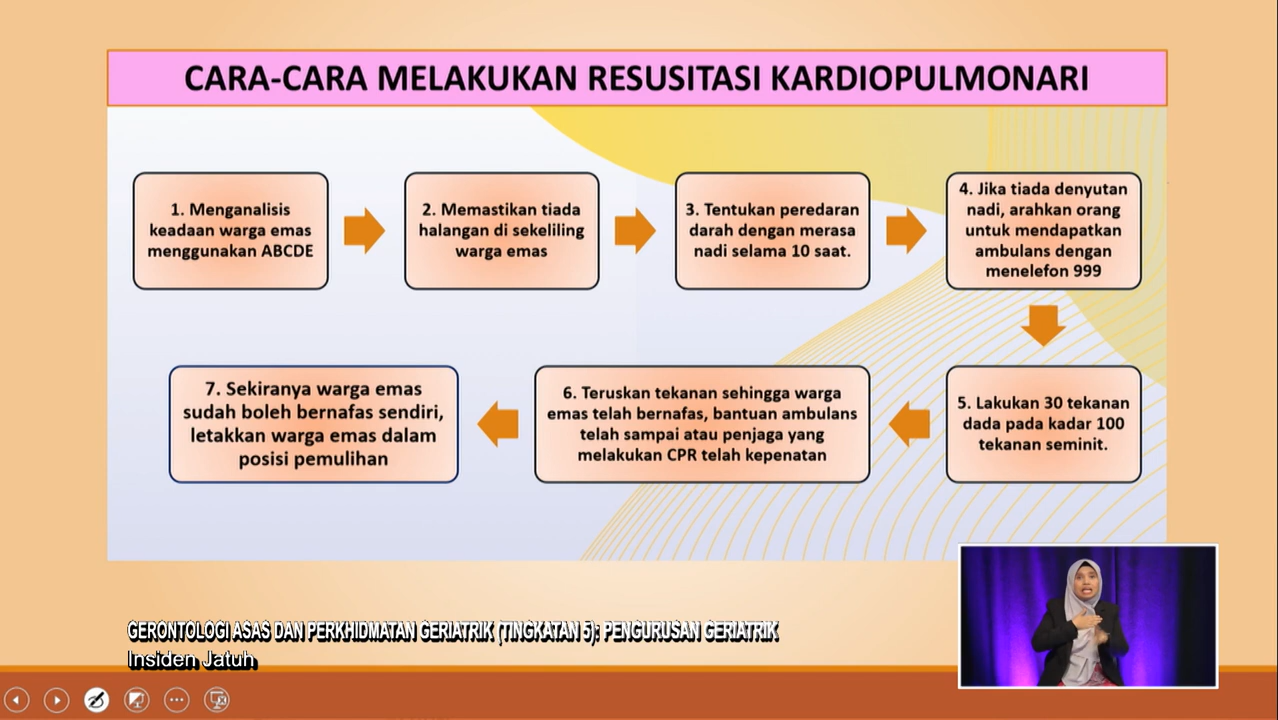 CARA-CARA MELAKUKAN RESUSITASI KARDIOPULMONARI
1. Menganalisis
keadaan warga emas
menggunakan ABCDE
2. Memastikan tiada
halangan di sekeliling
warga emas
3. Tentukan peredaran
darah dengan merasa
nadi selama 10 saat.
4. Jika tiada denyutan
nadi, arahkan orang
untuk mendapatkan
ambulans dengan
menelefon 999
5. Lakukan 30 tekanan
dada pada kadar 100
tekanan seminit.
6. Teruskan tekanan sehingga warga
emas telah bernafas, bantuan ambulans
telah sampai atau penjaga yang
melakukan CPR telah kepenatan
7. Sekiranya warga emas
sudah boleh bernafas sendiri,
letakkan warga emas dalam
posisi pemulihan
GERONTOLOGI ASAS DAN PERKHIDMATAN GERIATRIK (TINGKATAN 5): PENGURUSAN GERIATRIK
Insiden Jatuh